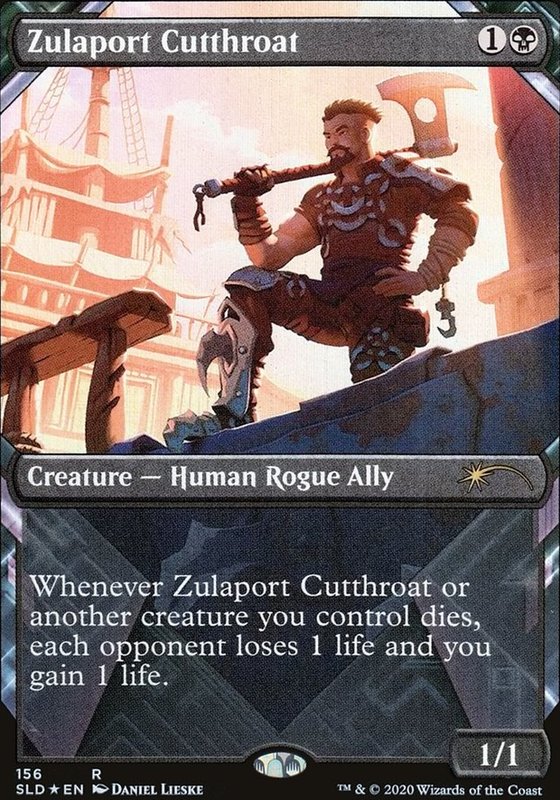 Zulaport Cutthroat 1
Creature — Human Rogue Ally
Whenever Zulaport Cutthroat or
another creature you control dies,
each opponent loses 1 life and you
gain 1 life.
1/1
156 R
SLD ★ EN Daniel Lieske
™ & © 2020 Wizards of the Coast